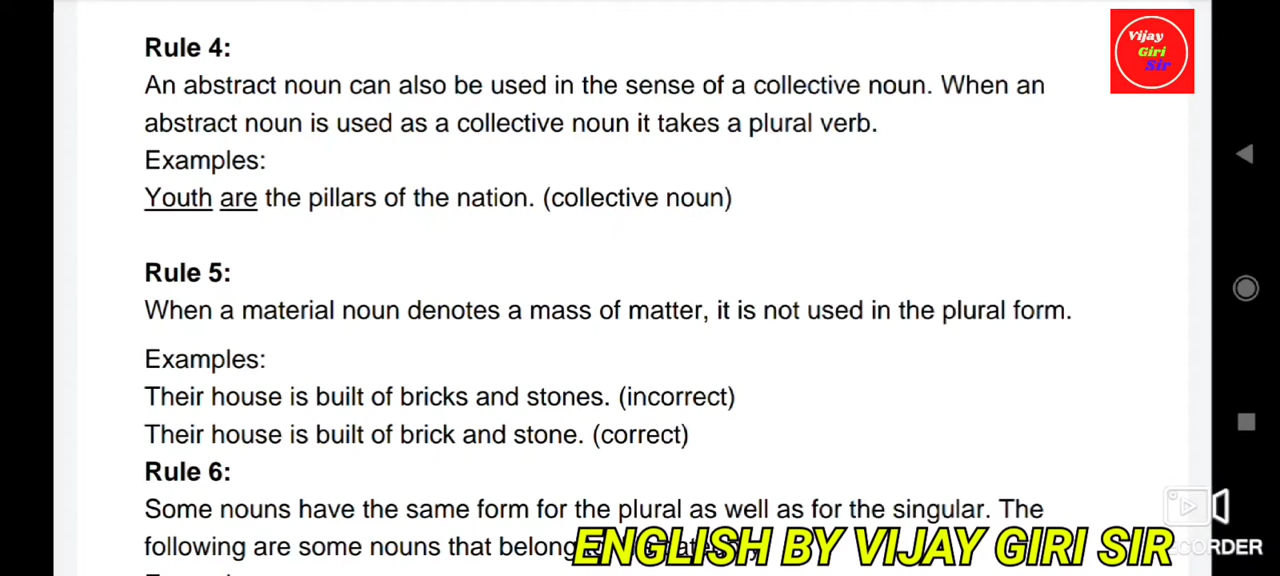 Vijay
Giri
Sir
Rule 4:
An abstract noun can also be used in the sense of a collective noun. When an
abstract noun is used as a collective noun it takes a plural verb.
Examples:
Youth are the pillars of the nation. (collective noun)
Rule 5:
When a material noun denotes a mass of matter, it is not used in the plural form.
Examples:
Their house is built of bricks and stones. (incorrect)
Their house is built of brick and stone. (correct)
Rule 6:
Some nouns have the same form for the plural as well as for the singular. The
following are some nouns that belong
ENGLISH BY VIJAY GIRI SIR